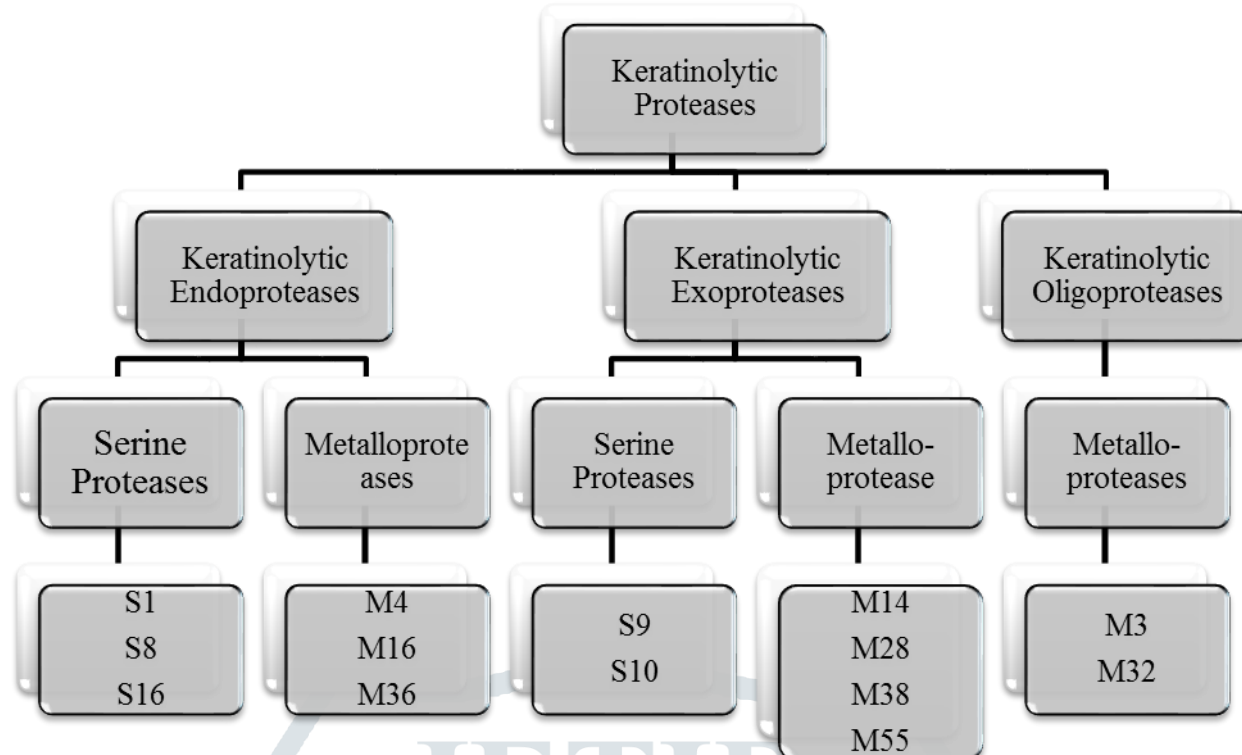 Keratinolytic
Proteases
Keratinolytic
Endoproteases
Keratinolytic
Exoproteases
Keratinolytic
Oligoproteases
Serine
Proteases
Metalloprote
ases
Serine
Proteases
Metallo-
protease
Metallo-
proteases
S1
S8
S16
M4
M16
M36
S9
S10
M14
M28
M38
M55
M3
M32